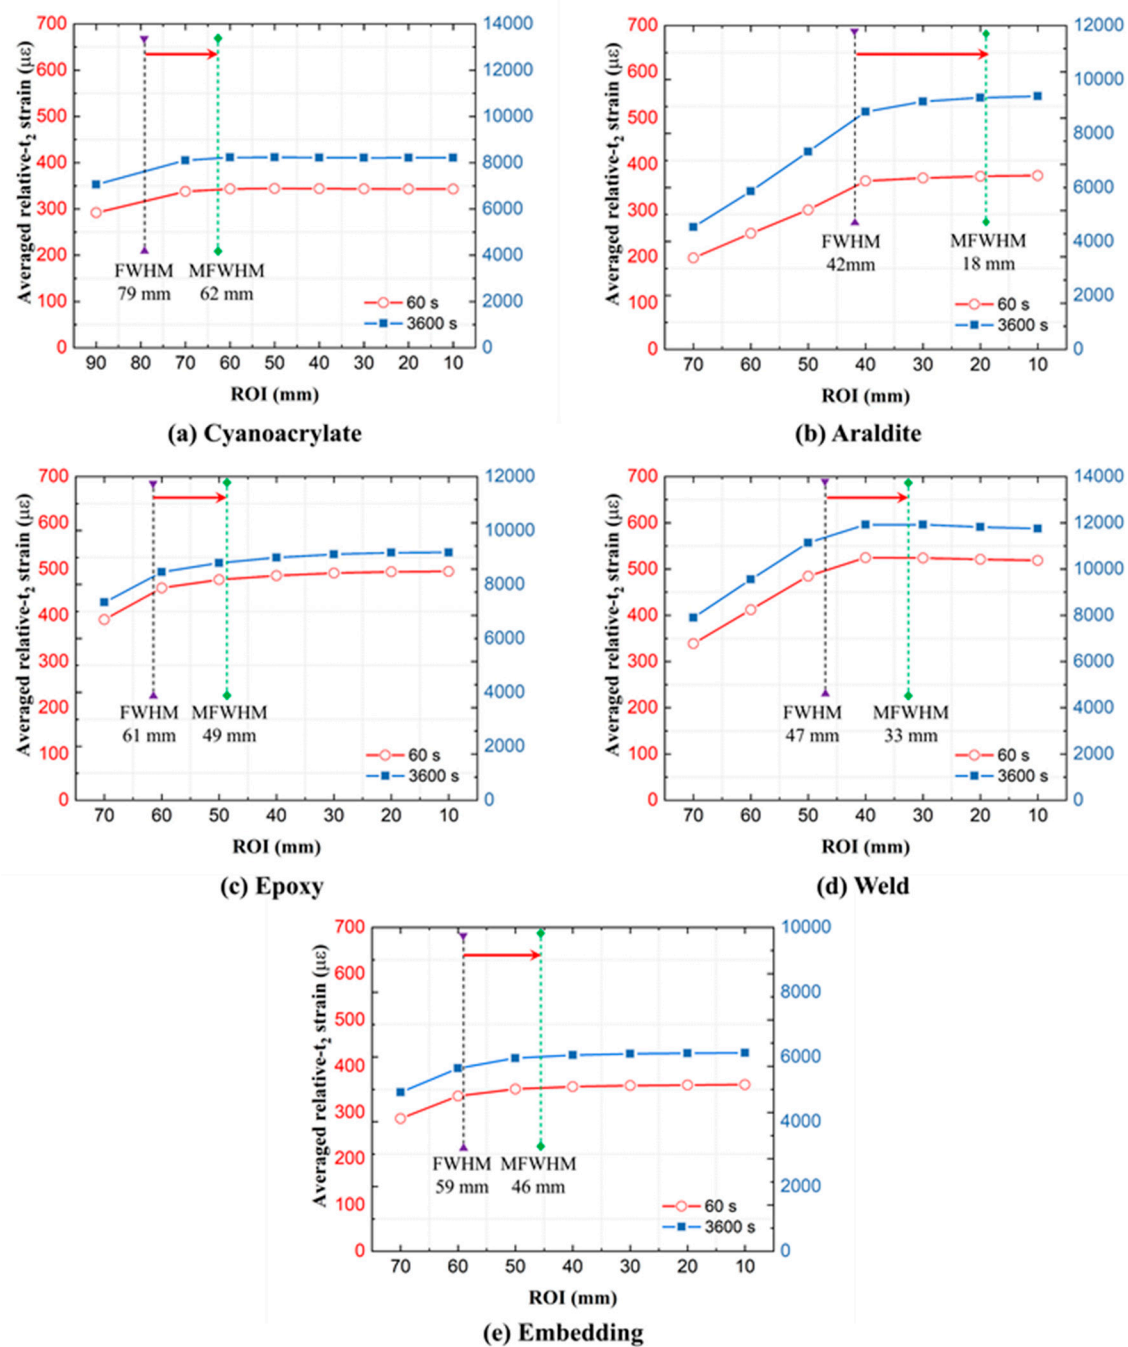 700
600
500
400
300
200
100
0
Averaged relative-t2 strain (με)
14000
12000
10000
8000
6000
4000
2000
0
FWHM MFWHM
79 mm 62 mm
60 s
3600 s
90 80 70 60 50 40 30 20 10
ROI (mm)
(a) Cyanoacrylate
700
600
500
400
300
200
100
0
Averaged relative-t2 strain (με)
12000
10000
8000
6000
4000
2000
0
FWHM MFWHM
42mm 18 mm
60 s
3600 s
70 60 50 40 30 20 10
ROI (mm)
(b) Araldite
700
600
500
400
300
200
100
0
Averaged relative-t2 strain (με)
12000
10000
8000
6000
4000
2000
0
FWHM MFWHM
61 mm 49 mm
60 s
3600 s
70 60 50 40 30 20 10
ROI (mm)
(c) Epoxy
700
600
500
400
300
200
100
0
Averaged relative-t2 strain (με)
14000
12000
10000
8000
6000
4000
2000
0
FWHM MFWHM
47 mm 33 mm
60 s
3600 s
70 60 50 40 30 20 10
ROI (mm)
(d) Weld
700
600
500
400
300
200
100
0
Averaged relative-t2 strain (με)
10000
8000
6000
4000
2000
0
FWHM MFWHM
59 mm 46 mm
60 s
3600 s
70 60 50 40 30 20 10
ROI (mm)
(e) Embedding